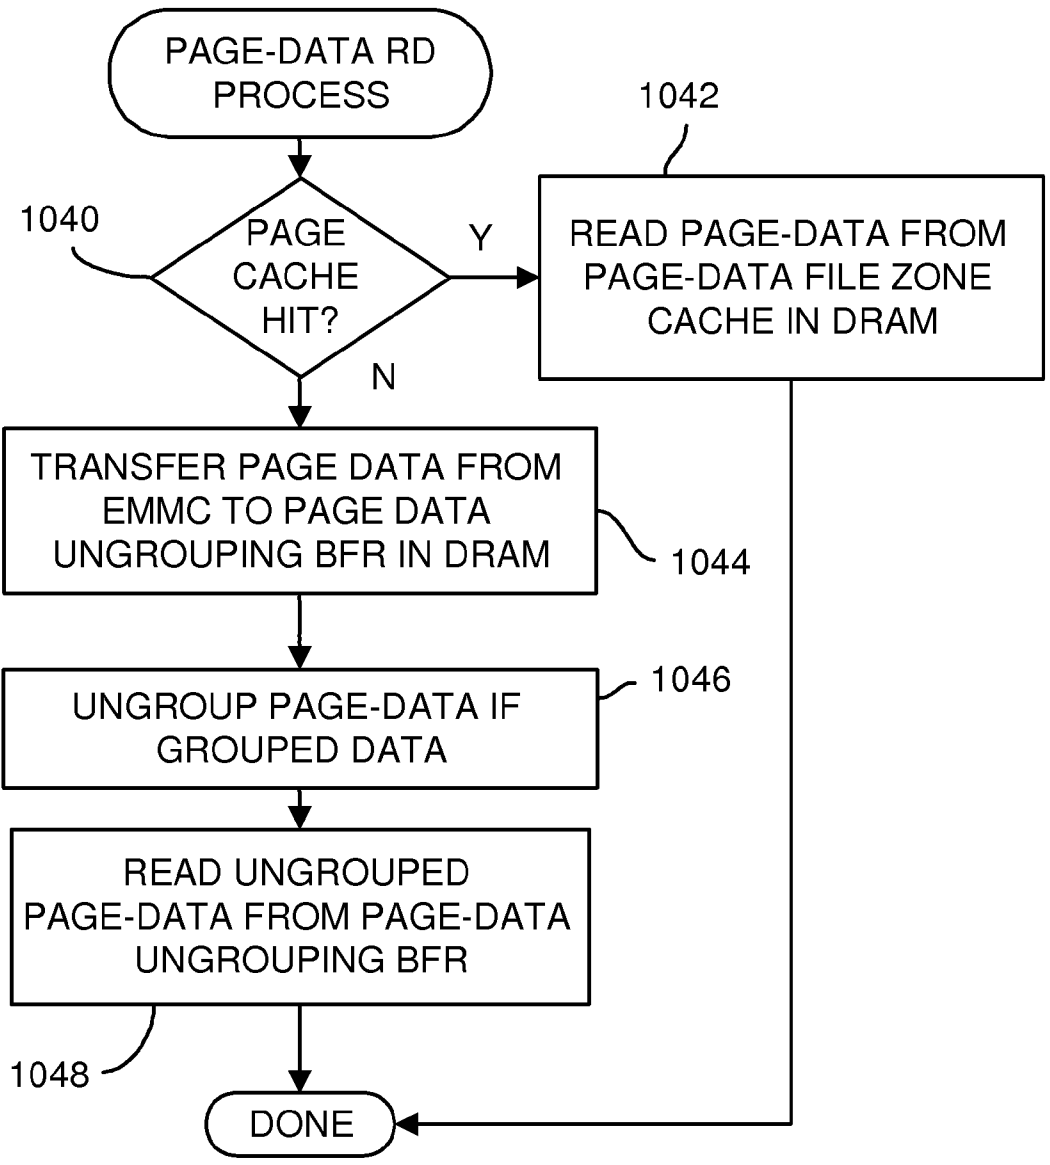 PAGE-DATA RD
PROCESS
1042
1040
PAGE
CACHE
HIT?
Y
N
READ PAGE-DATA FROM
PAGE-DATA FILE ZONE
CACHE IN DRAM
TRANSFER PAGE DATA FROM
EMMC TO PAGE DATA
UNGROUPING BFR IN DRAM
1044
1046
UNGROUP PAGE-DATA IF
GROUPED DATA
READ UNGROUPED
PAGE-DATA FROM PAGE-DATA
UNGROUPING BFR
1048
DONE